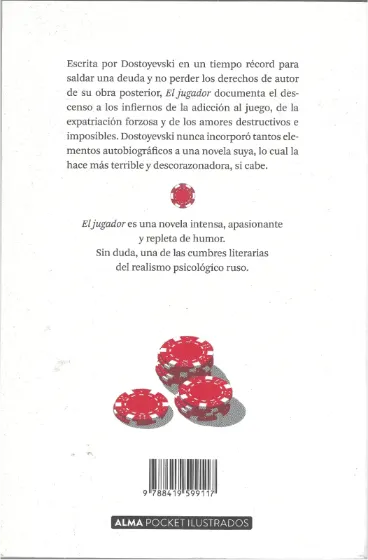 Escrita por Dostoyevski en un tiempo récord para
saldar una deuda y no perder los derechos de autor
de su obra posterior, El jugador documenta el des-
censo a los infiernos de la adicción al juego, de la
expatriación forzosa y de los amores destructivos e
imposibles. Dostoyevski nunca incorporó tantos ele-
mentos autobiográficos a una novela suya, lo cual la
hace más terrible y descorazonadora, si cabe.
El jugador es una novela intensa, apasionante
y repleta de humor.
Sin duda, una de las cumbres literarias
del realismo psicológico ruso.
9 788419 599117
ALMA POCKET ILUSTRADOS